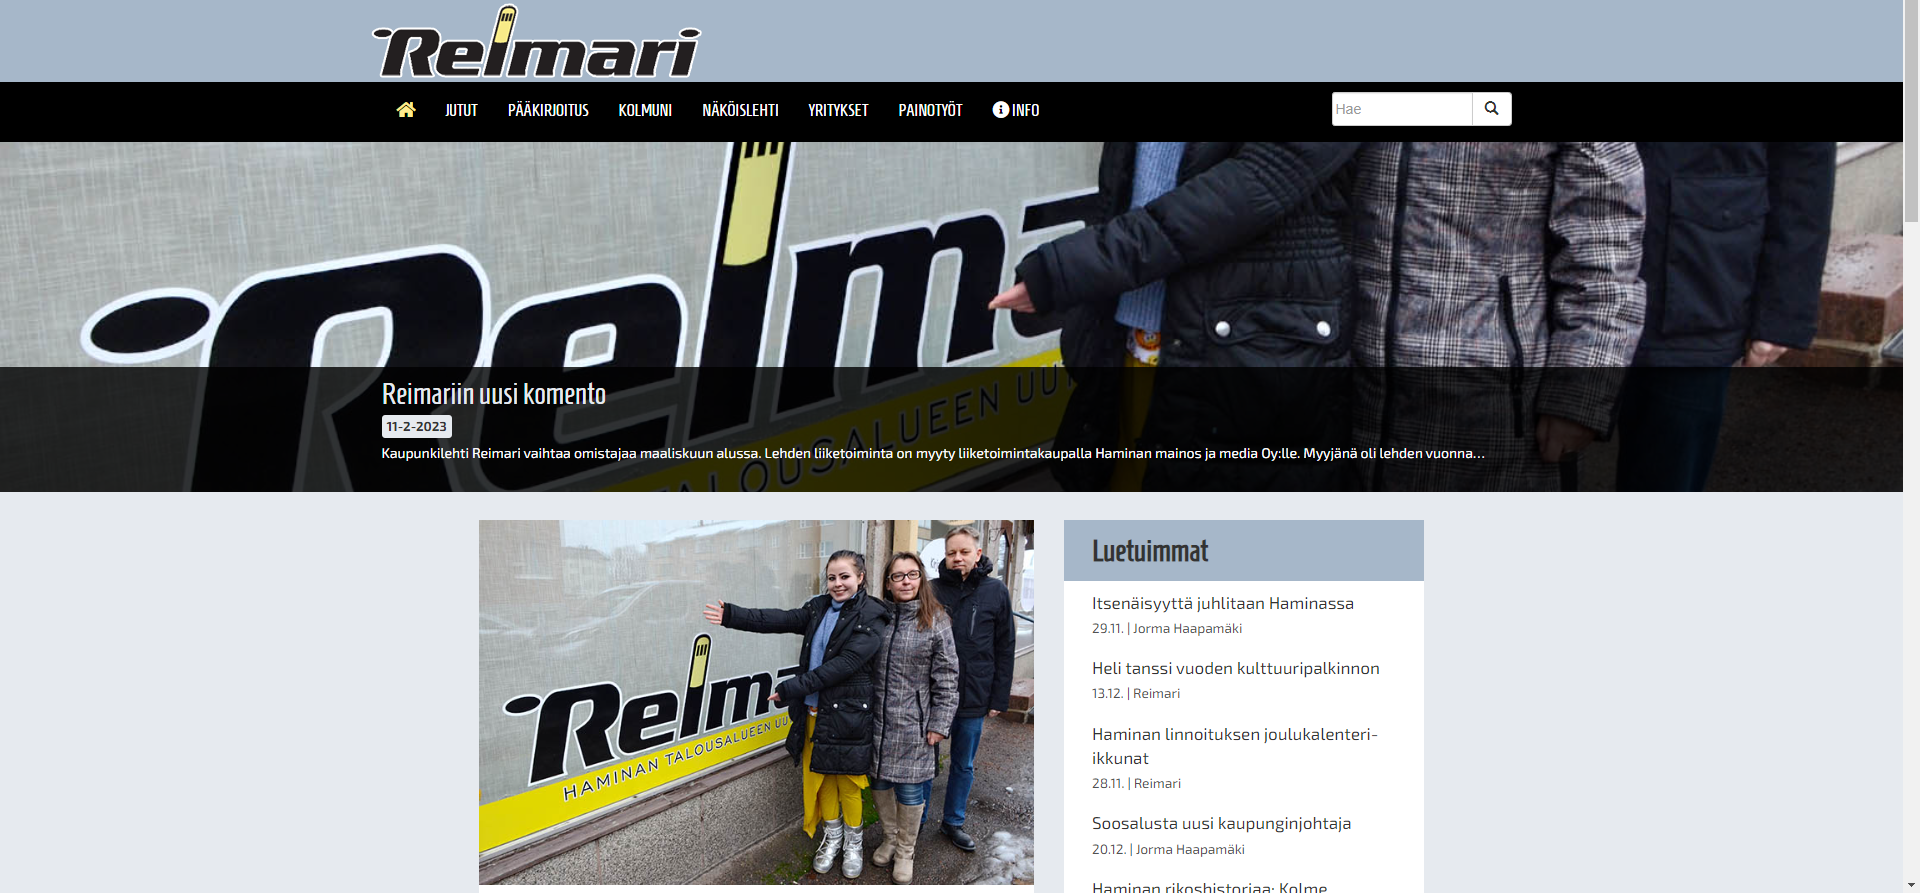 Reimari
JUTUT PÄÄKIRJOITUS KOLMUNI NÄKÖISLEHTI YRITYKSET PAINOTYÖT INFO
Hae
Reima
TALOUSALUEEN UU
Reimariin uusi komento
11-2-2023
Kaupunkilehti Reimari vaihtaa omistajaa maaliskuun alussa. Lehden liiketoiminta on myyty liiketoimintakaupalla Haminan mainos ja media Oy:lle. Myyjänä oli lehden vuonna…
Reima
HAMINAN TALOUSALUEEN UU
Luetuimmat
Itsenäisyyttä juhlitaan Haminassa
29.11. | Jorma Haapamäki
Heli tanssi vuoden kulttuuripalkinnon
13.12. | Reimari
Haminan linnoituksen joulukalenteri-
ikkunat
28.11. | Reimari
Soosalusta uusi kaupunginjohtaja
20.12. | Jorma Haapamäki
Haminan rikoshistoriaa: Kolme